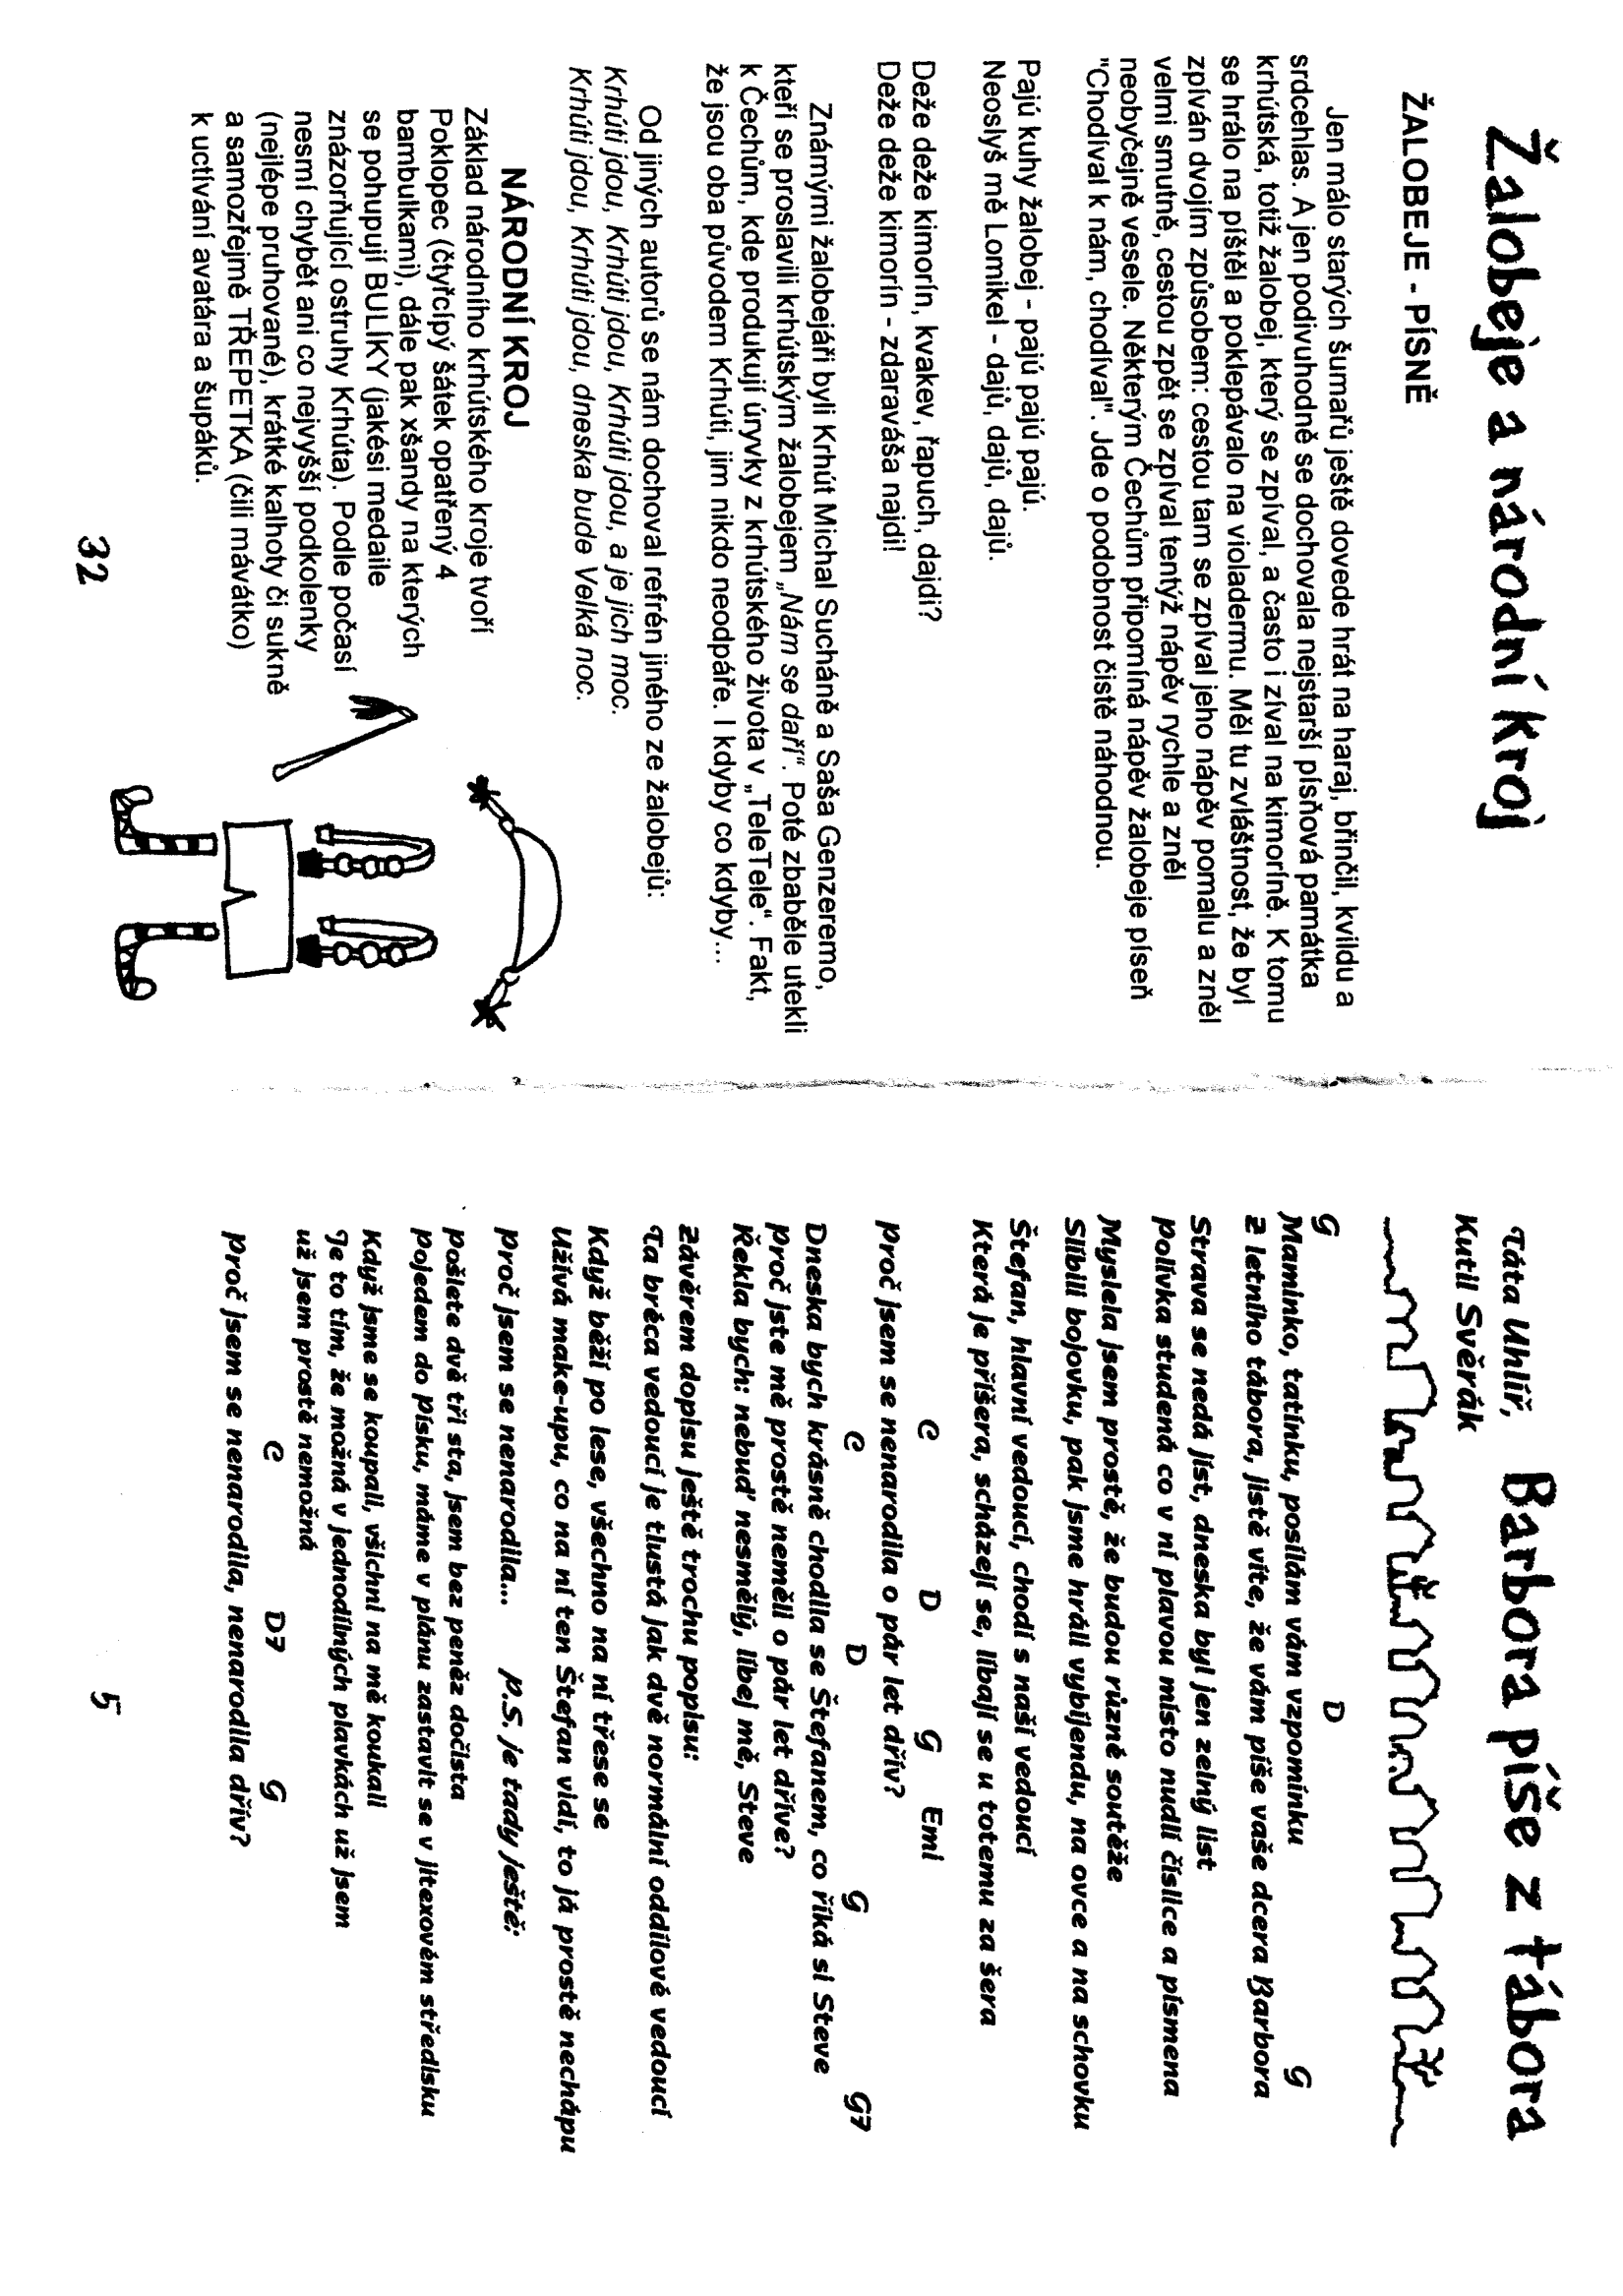 Žalobeje a národní kroj
ŽALOBEJE - PÍSNĚ
Jen málo starých šumařů ještě dovede hrát na haraj, břinčil, kvildu a
srdcehlas. A jen podivuhodně se dochovala nejstarší písňová památka
krhútská, totiž žalobej, který se zpíval, a často i zíval na kimoríně. K tomu
se hrálo na píštěl a poklepávalo na violadermu. Měl tu zvláštnost, že byl
zpíván dvojím způsobem: cestou tam se zpíval jeho nápěv pomalu a zněl
velmi smutně, cestou zpět se zpíval tentýž nápěv rychle a zněl
neobyčejně vesele. Některým Čechům připomíná nápěv žalobeje píseň
"Chodíval k nám, chodíval". Jde o podobnost čistě náhodnou.
Pajú kuhy žalobej - pajú pajú pajú.
Neoslyš mě Lomikel - dajů, dajů, dajů.
Deže deže kimorín, kvakev, řapuch, dajdi?
Deže deže kimorín - zdaraváša najdi!
Známými žalobejáři byli Krhút Michal Sucháně a Saša Genzeremo,
kteří se proslavili krhútským žalobejem „Nám se daří“. Poté zbaběle utekli
k Čechům, kde produkují úryvky z krhútského života v „TeleTele“. Fakt,
že jsou oba původem Krhúti, jim nikdo neodpáře. I kdyby co kdyby...
Od jiných autorů se nám dochoval refrén jiného ze žalobejů:
Krhúti jdou, Krhúti jdou, Krhúti jdou, a je jich moc.
Krhúti jdou, Krhúti jdou, dneska bude Velká noc.
NÁRODNÍ KROJ
Základ národního krhútského kroje tvoří
Poklopec (čtyřcípý šátek opatřený 4
bambulkami), dále pak xšandy na kterých
se pohupují BULÍKY (jakési medaile
znázorňující ostruhy Krhúta). Podle počasí
nesmí chybět ani co nejvyšší podkolenky
(nejlépe pruhované), krátké kalhoty či sukně
a samozřejmě TŘEPETKA (čili mávátko)
k uctívání avatára a šupáků.
32
Táta Uhlíř,
Kutil Svěrák
Barbora píše z tábora
G D
Maminko, tatínku, posílám vám vzpomínku
G
Z letního tábora, jistě víte, že vám píše vaše dcera Barbora
Strava se nedá jíst, dneska byl jen zelný list
Polívka studená co v ní plavou místo nudlí číslice a písmena
Myslela jsem prostě, že budou různé soutěže
Slíbili bojovku, pak jsme hráli vybíjendu, na ovce a na schovku
Štefan, hlavní vedoucí, chodí s naší vedoucí
Která je příšera, scházejí se, líbají se u totemu za šera
C D G Emi
Proč jsem se nenarodila o pár let dřív?
C D G G7
Dneska bych krásně chodila se Štefanem, co říká si Steve
Proč jste mě prostě neměli o pár let dříve?
Řekla bych: nebuď nesmělý, líbej mě, Steve
Závěrem dopisu ještě trochu popisu:
Ta bréca vedoucí je tlustá jak dvě normální oddílové vedoucí
Když běží po lese, všechno na ní třese se
Užívá make-upu, co na ní ten Štefan vidí, to já prostě nechápu
Proč jsem se nenarodila... P.S. je tady ještě:
Pošlete dvě tři sta, jsem bez peněz dočista
Pojedem do Písku, máme v plánu zastavit se v Jitexovém středisku
Když jsme se koupali, všichni na mě koukali
Je to tím, že možná v jednodílných plavkách už jsem
už jsem prostě nemožná
C D7 G
Proč jsem se nenarodila, nenarodila dřív?
5